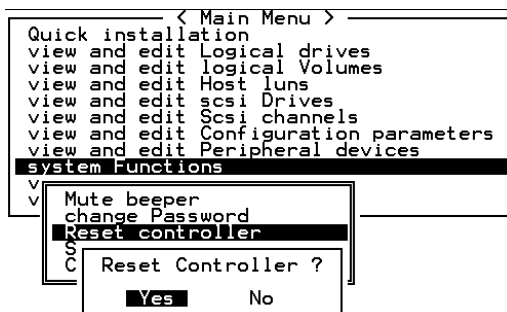 < Main Menu >
Quick installation
view and edit Logical drives
view and edit logical Volumes
view and edit Host luns
view and edit scsi Drives
view and edit Scsi channels
view and edit Configuration parameters
view and edit Peripheral devices
system Functions
v
v
Mute beeper
change Password
Reset controller
S
C
Reset Controller ?
Yes No